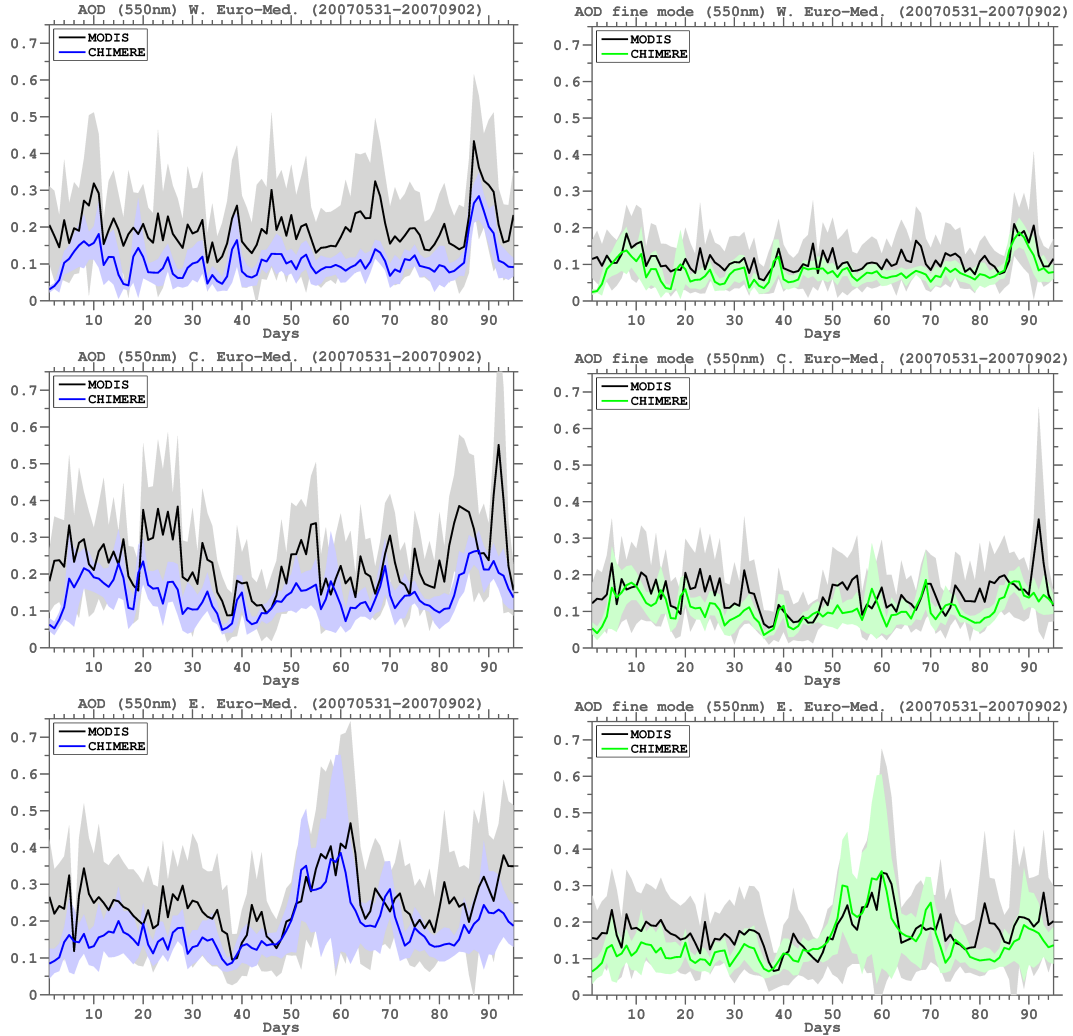 AOD (550nm) W. Euro-Med. (20070531-20070902)
MODIS
CHIMERE
0.7
0.6
0.5
0.4
0.3
0.2
0.1
0
10 20 30 40 50 60 70 80 90
Days
AOD fine mode (550nm) W. Euro-Med. (20070531-20070902)
MODIS
CHIMERE
0.7
0.6
0.5
0.4
0.3
0.2
0.1
0
10 20 30 40 50 60 70 80 90
Days
AOD (550nm) C. Euro-Med. (20070531-20070902)
MODIS
CHIMERE
0.7
0.6
0.5
0.4
0.3
0.2
0.1
0
10 20 30 40 50 60 70 80 90
Days
AOD fine mode (550nm) C. Euro-Med. (20070531-20070902)
MODIS
CHIMERE
0.7
0.6
0.5
0.4
0.3
0.2
0.1
0
10 20 30 40 50 60 70 80 90
Days
AOD (550nm) E. Euro-Med. (20070531-20070902)
MODIS
CHIMERE
0.7
0.6
0.5
0.4
0.3
0.2
0.1
0
10 20 30 40 50 60 70 80 90
Days
AOD fine mode (550nm) E. Euro-Med. (20070531-20070902)
MODIS
CHIMERE
0.7
0.6
0.5
0.4
0.3
0.2
0.1
0
10 20 30 40 50 60 70 80 90
Days